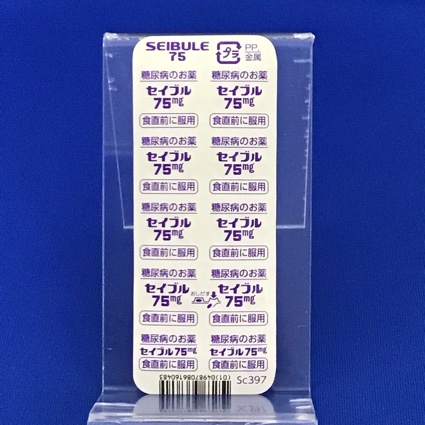 SEIBULE
75
プラ
PP
金属
糖尿病のお薬 糖尿病のお薬
セイブル セイブル
75mg 75mg
食直前に服用 食直前に服用
糖尿病のお薬 糖尿病のお薬
セイブル セイブル
75mg 75mg
食直前に服用 食直前に服用
糖尿病のお薬 糖尿病のお薬
セイブル セイブル
75mg 75mg
食直前に服用 食直前に服用
糖尿病のお薬 糖尿病のお薬
セイブル おしだす セイブル
75mg 75mg
食直前に服用 食直前に服用
糖尿病のお薬 糖尿病のお薬
セイブル75mg セイブル75mg
食直前に服用 食直前に服用
(01)04987086160483 Sc397